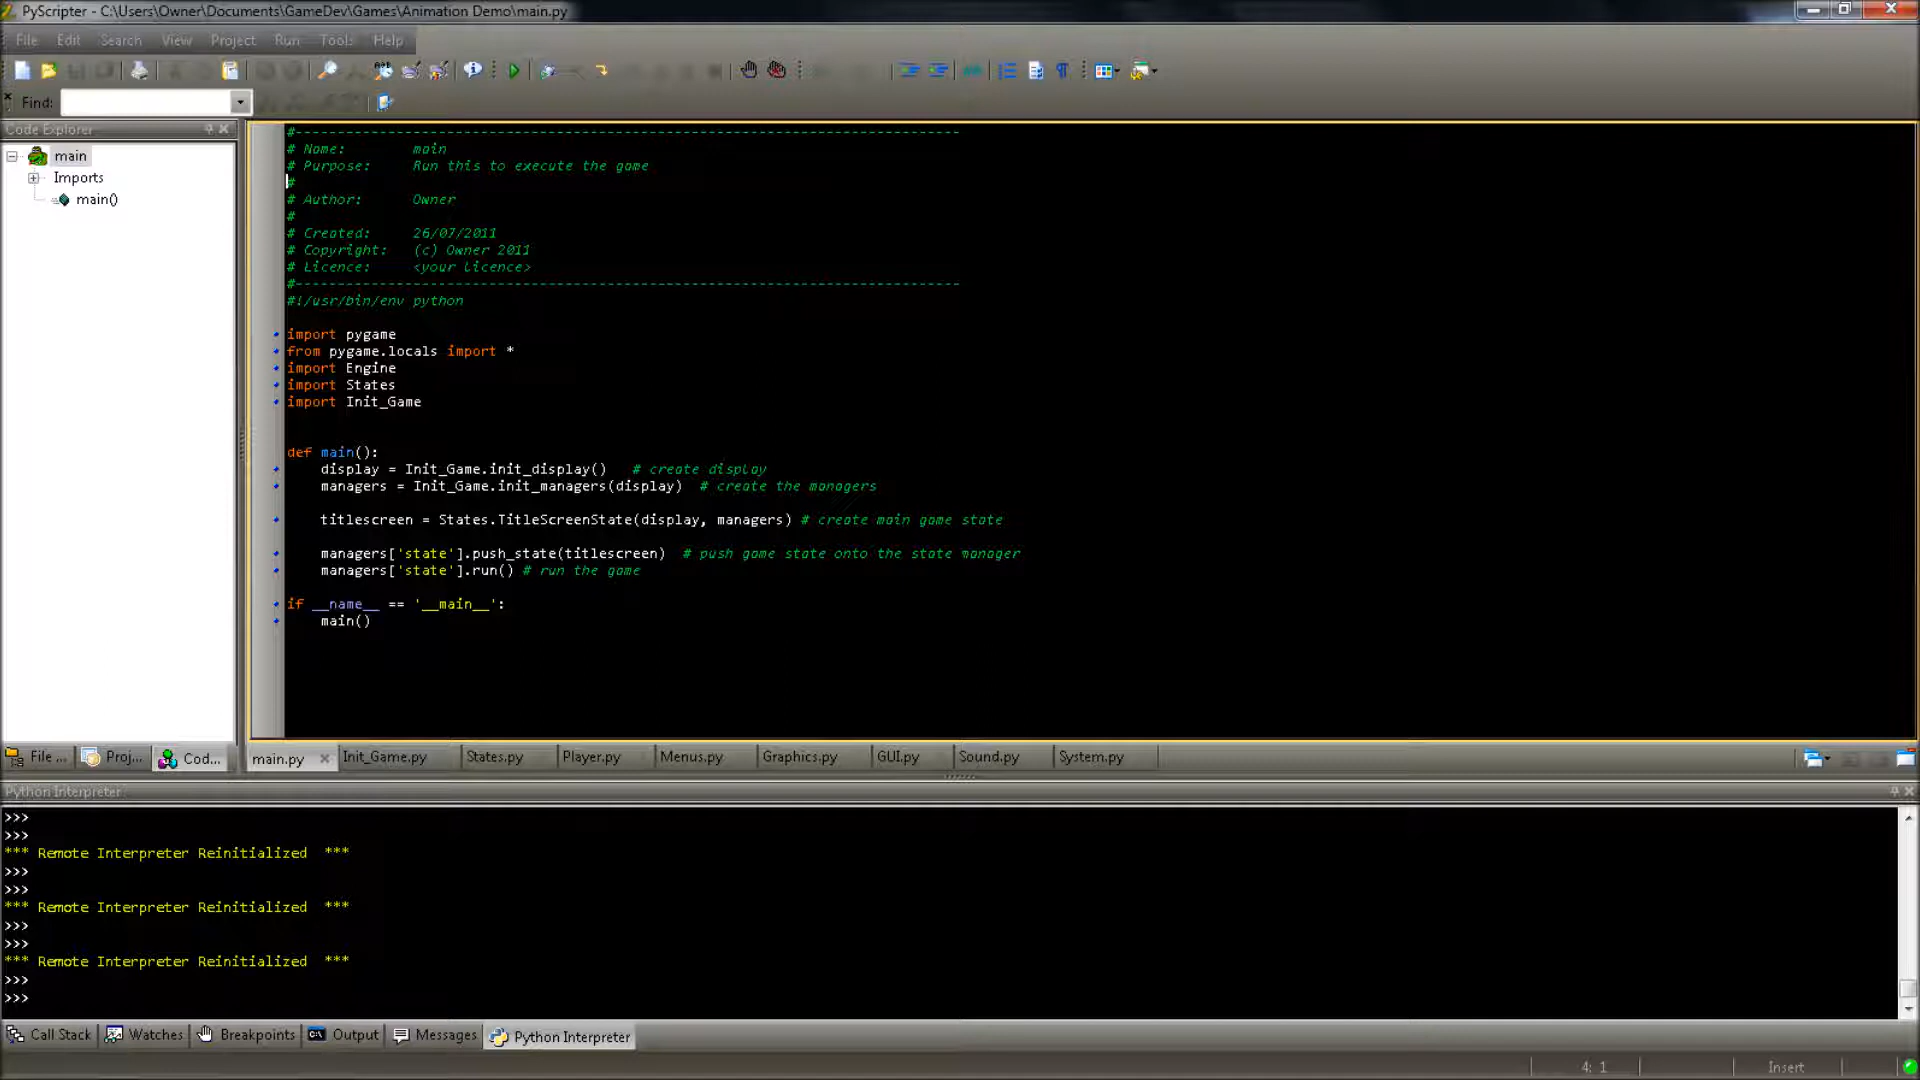 PyScripter - C:\Users\Owner\Documents\GameDev\Games\Animation Demo\main.py
File Edit Search View Project Run Tools Help
Find:
Code Explorer
main
Imports
main()
#-------------------------------------------------------------------------------
# Name:        main
# Purpose:     Run this to execute the game
#
# Author:      Owner
#
# Created:     26/07/2011
# Copyright:   (c) Owner 2011
# Licence:     <your licence>
#-------------------------------------------------------------------------------
#!/usr/bin/env python
import pygame
from pygame.locals import *
import Engine
import States
import Init_Game
def main():
    display = Init_Game.init_display()   # create display
    managers = Init_Game.init_managers(display)  # create the managers
    titlescreen = States.TitleScreenState(display, managers) # create main game state
    managers['state'].push_state(titlescreen)  # push game state onto the state manager
    managers['state'].run() # run the game
if __name__ == '__main__':
    main()
File ... Proj... Cod...
main.py Init_Game.py States.py Player.py Menus.py Graphics.py GUI.py Sound.py System.py
Python Interpreter
>>>
>>>
*** Remote Interpreter Reinitialized  ***
>>>
>>>
*** Remote Interpreter Reinitialized  ***
>>>
>>>
*** Remote Interpreter Reinitialized  ***
>>>
>>>
Call Stack Watches Breakpoints Output Messages Python Interpreter
4: 1 Insert